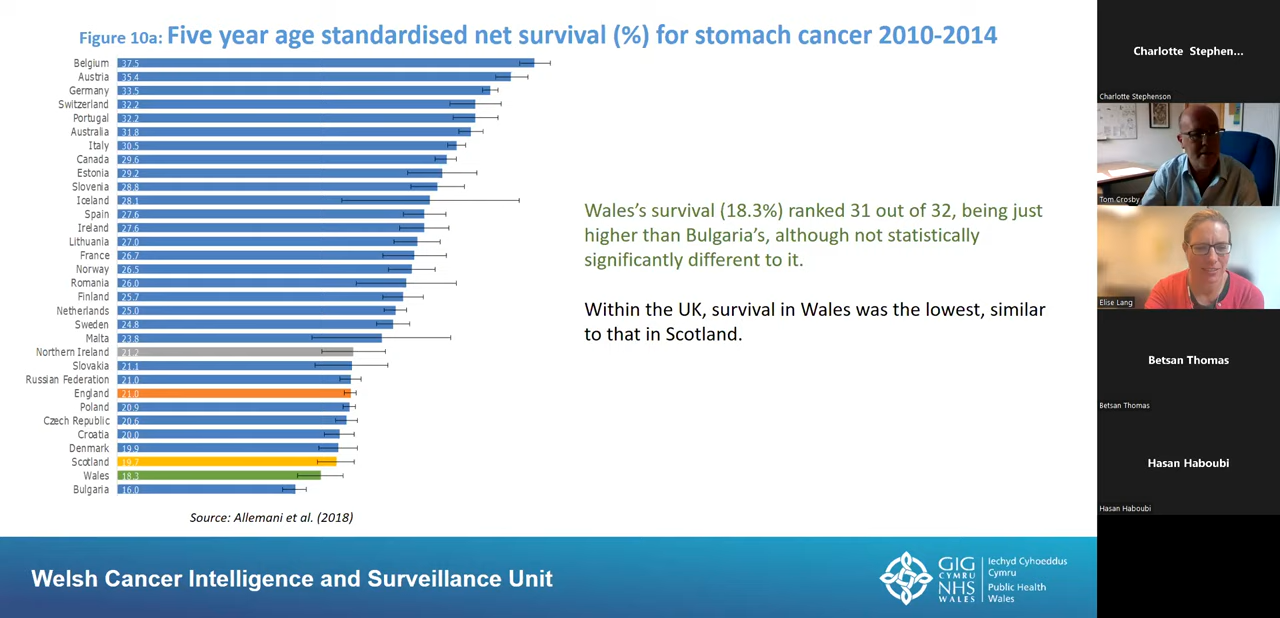 Figure 10a: Five year age standardised net survival (%) for stomach cancer 2010-2014
Belgium 37.5
Austria 35.4
Germany 33.5
Switzerland 32.2
Portugal 32.2
Australia 31.8
Italy 30.5
Canada 29.6
Estonia 29.2
Slovenia 28.8
Iceland 28.1
Spain 27.6
Ireland 27.6
Lithuania 27.0
France 26.7
Norway 26.5
Romania 26.0
Finland 25.7
Netherlands 25.0
Sweden 24.8
Malta 23.8
Northern Ireland 21.2
Slovakia 21.1
Russian Federation 21.0
England 21.0
Poland 20.9
Czech Republic 20.6
Croatia 20.0
Denmark 19.9
Scotland 19.7
Wales 18.3
Bulgaria 16.0
Source: Allemani et al. (2018)
Wales's survival (18.3%) ranked 31 out of 32, being just
higher than Bulgaria's, although not statistically
significantly different to it.
Within the UK, survival in Wales was the lowest, similar
to that in Scotland.
Welsh Cancer Intelligence and Surveillance Unit
GIG
CYMRU
NHS
WALES
Iechyd Cyhoeddus
Cymru
Public Health
Wales
Charlotte Stephen...
Charlotte Stephenson
Tom Crosby
Elise Lang
Betsan Thomas
Betsan Thomas
Hasan Haboubi
Hasan Haboubi